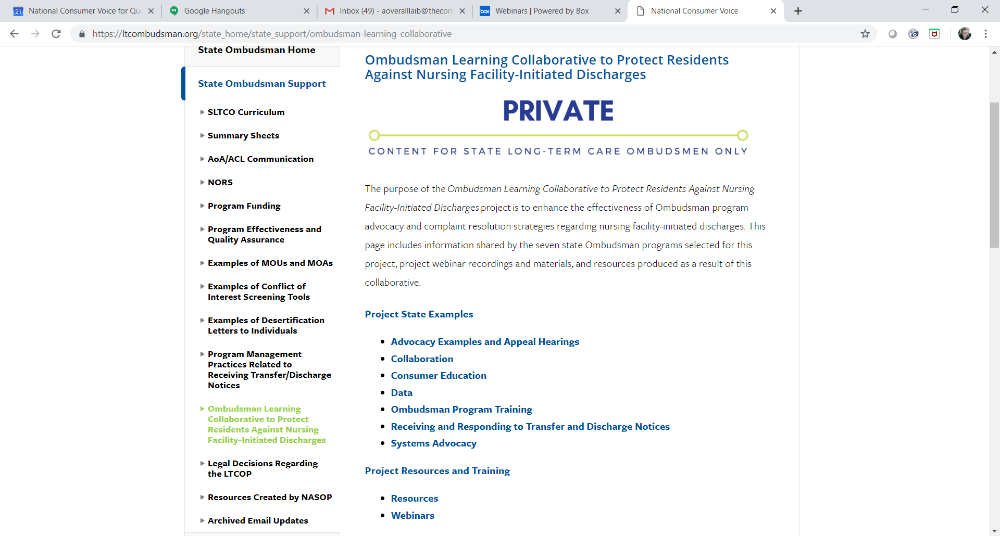 21 National Consumer Voice for Qu
Google Hangouts
Inbox (49) - aoveralllaib@thecon
box Webinars | Powered by Box
National Consumer Voice
https://ltcombudsman.org/state_home/state_support/ombudsman-learning-collaborative
State Ombudsman Home
State Ombudsman Support
SLTCO Curriculum
Summary Sheets
AoA/ACL Communication
NORS
Program Funding
Program Effectiveness and
Quality Assurance
Examples of MOUs and MOAs
Examples of Conflict of
Interest Screening Tools
Examples of Desertification
Letters to Individuals
Program Management
Practices Related to
Receiving Transfer/Discharge
Notices
Ombudsman Learning
Collaborative to Protect
Residents Against Nursing
Facility-Initiated Discharges
Legal Decisions Regarding
the LTCOP
Resources Created by NASOP
Archived Email Updates
Ombudsman Learning Collaborative to Protect Residents
Against Nursing Facility-Initiated Discharges
PRIVATE
CONTENT FOR STATE LONG-TERM CARE OMBUDSMEN ONLY
The purpose of the Ombudsman Learning Collaborative to Protect Residents Against Nursing
Facility-Initiated Discharges project is to enhance the effectiveness of Ombudsman program
advocacy and complaint resolution strategies regarding nursing facility-initiated discharges. This
page includes information shared by the seven state Ombudsman programs selected for this
project, project webinar recordings and materials, and resources produced as a result of this
collaborative.
Project State Examples
Advocacy Examples and Appeal Hearings
Collaboration
Consumer Education
Data
Ombudsman Program Training
Receiving and Responding to Transfer and Discharge Notices
Systems Advocacy
Project Resources and Training
Resources
Webinars